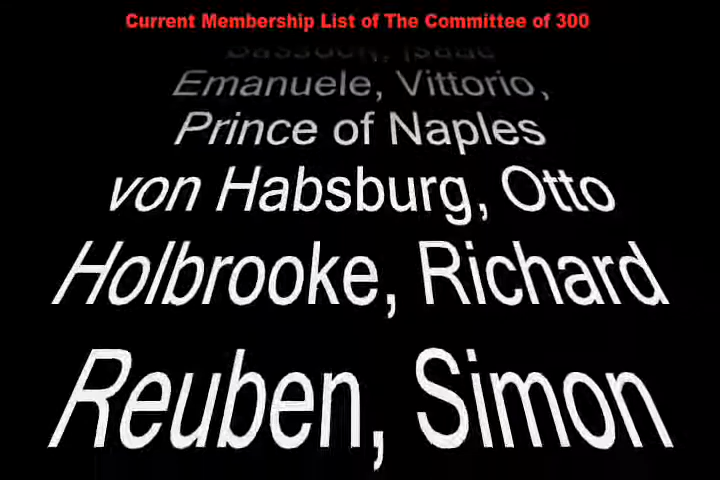 Current Membership List of The Committee of 300
Emanuele, Vittorio,
Prince of Naples
von Habsburg, Otto
Holbrooke, Richard
Reuben, Simon